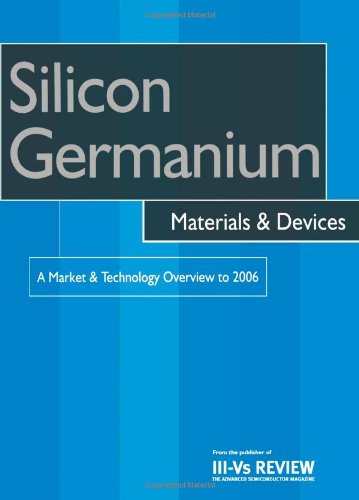 Silicon
Germanium
Materials & Devices
A Market & Technology Overview to 2006
From the publisher of
III-Vs REVIEW
THE ADVANCED SEMICONDUCTOR MAGAZINE